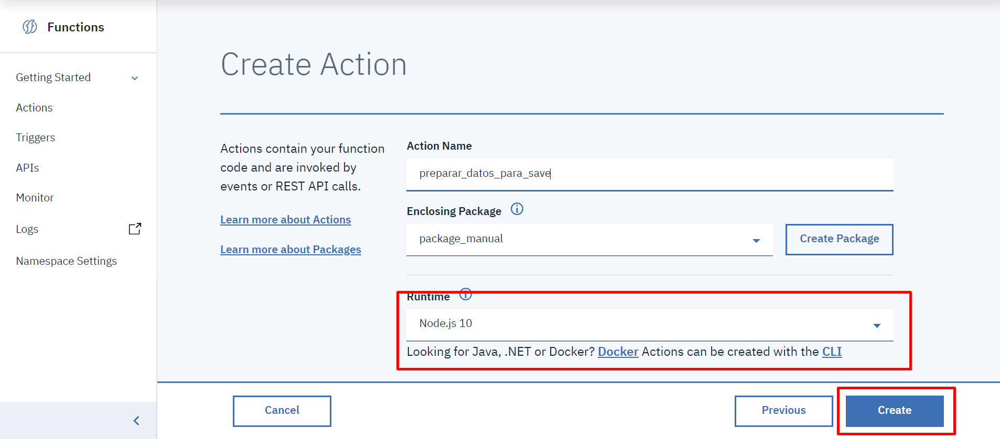 Functions
Getting Started
Actions
Triggers
APIs
Monitor
Logs
Namespace Settings
Create Action
Actions contain your function
code and are invoked by
events or REST API calls.
Learn more about Actions
Learn more about Packages
Action Name
preparar_datos_para_save
Enclosing Package
package_manual
Create Package
Runtime
Node.js 10
Looking for Java, .NET or Docker? Docker Actions can be created with the CLI
Cancel
Previous
Create